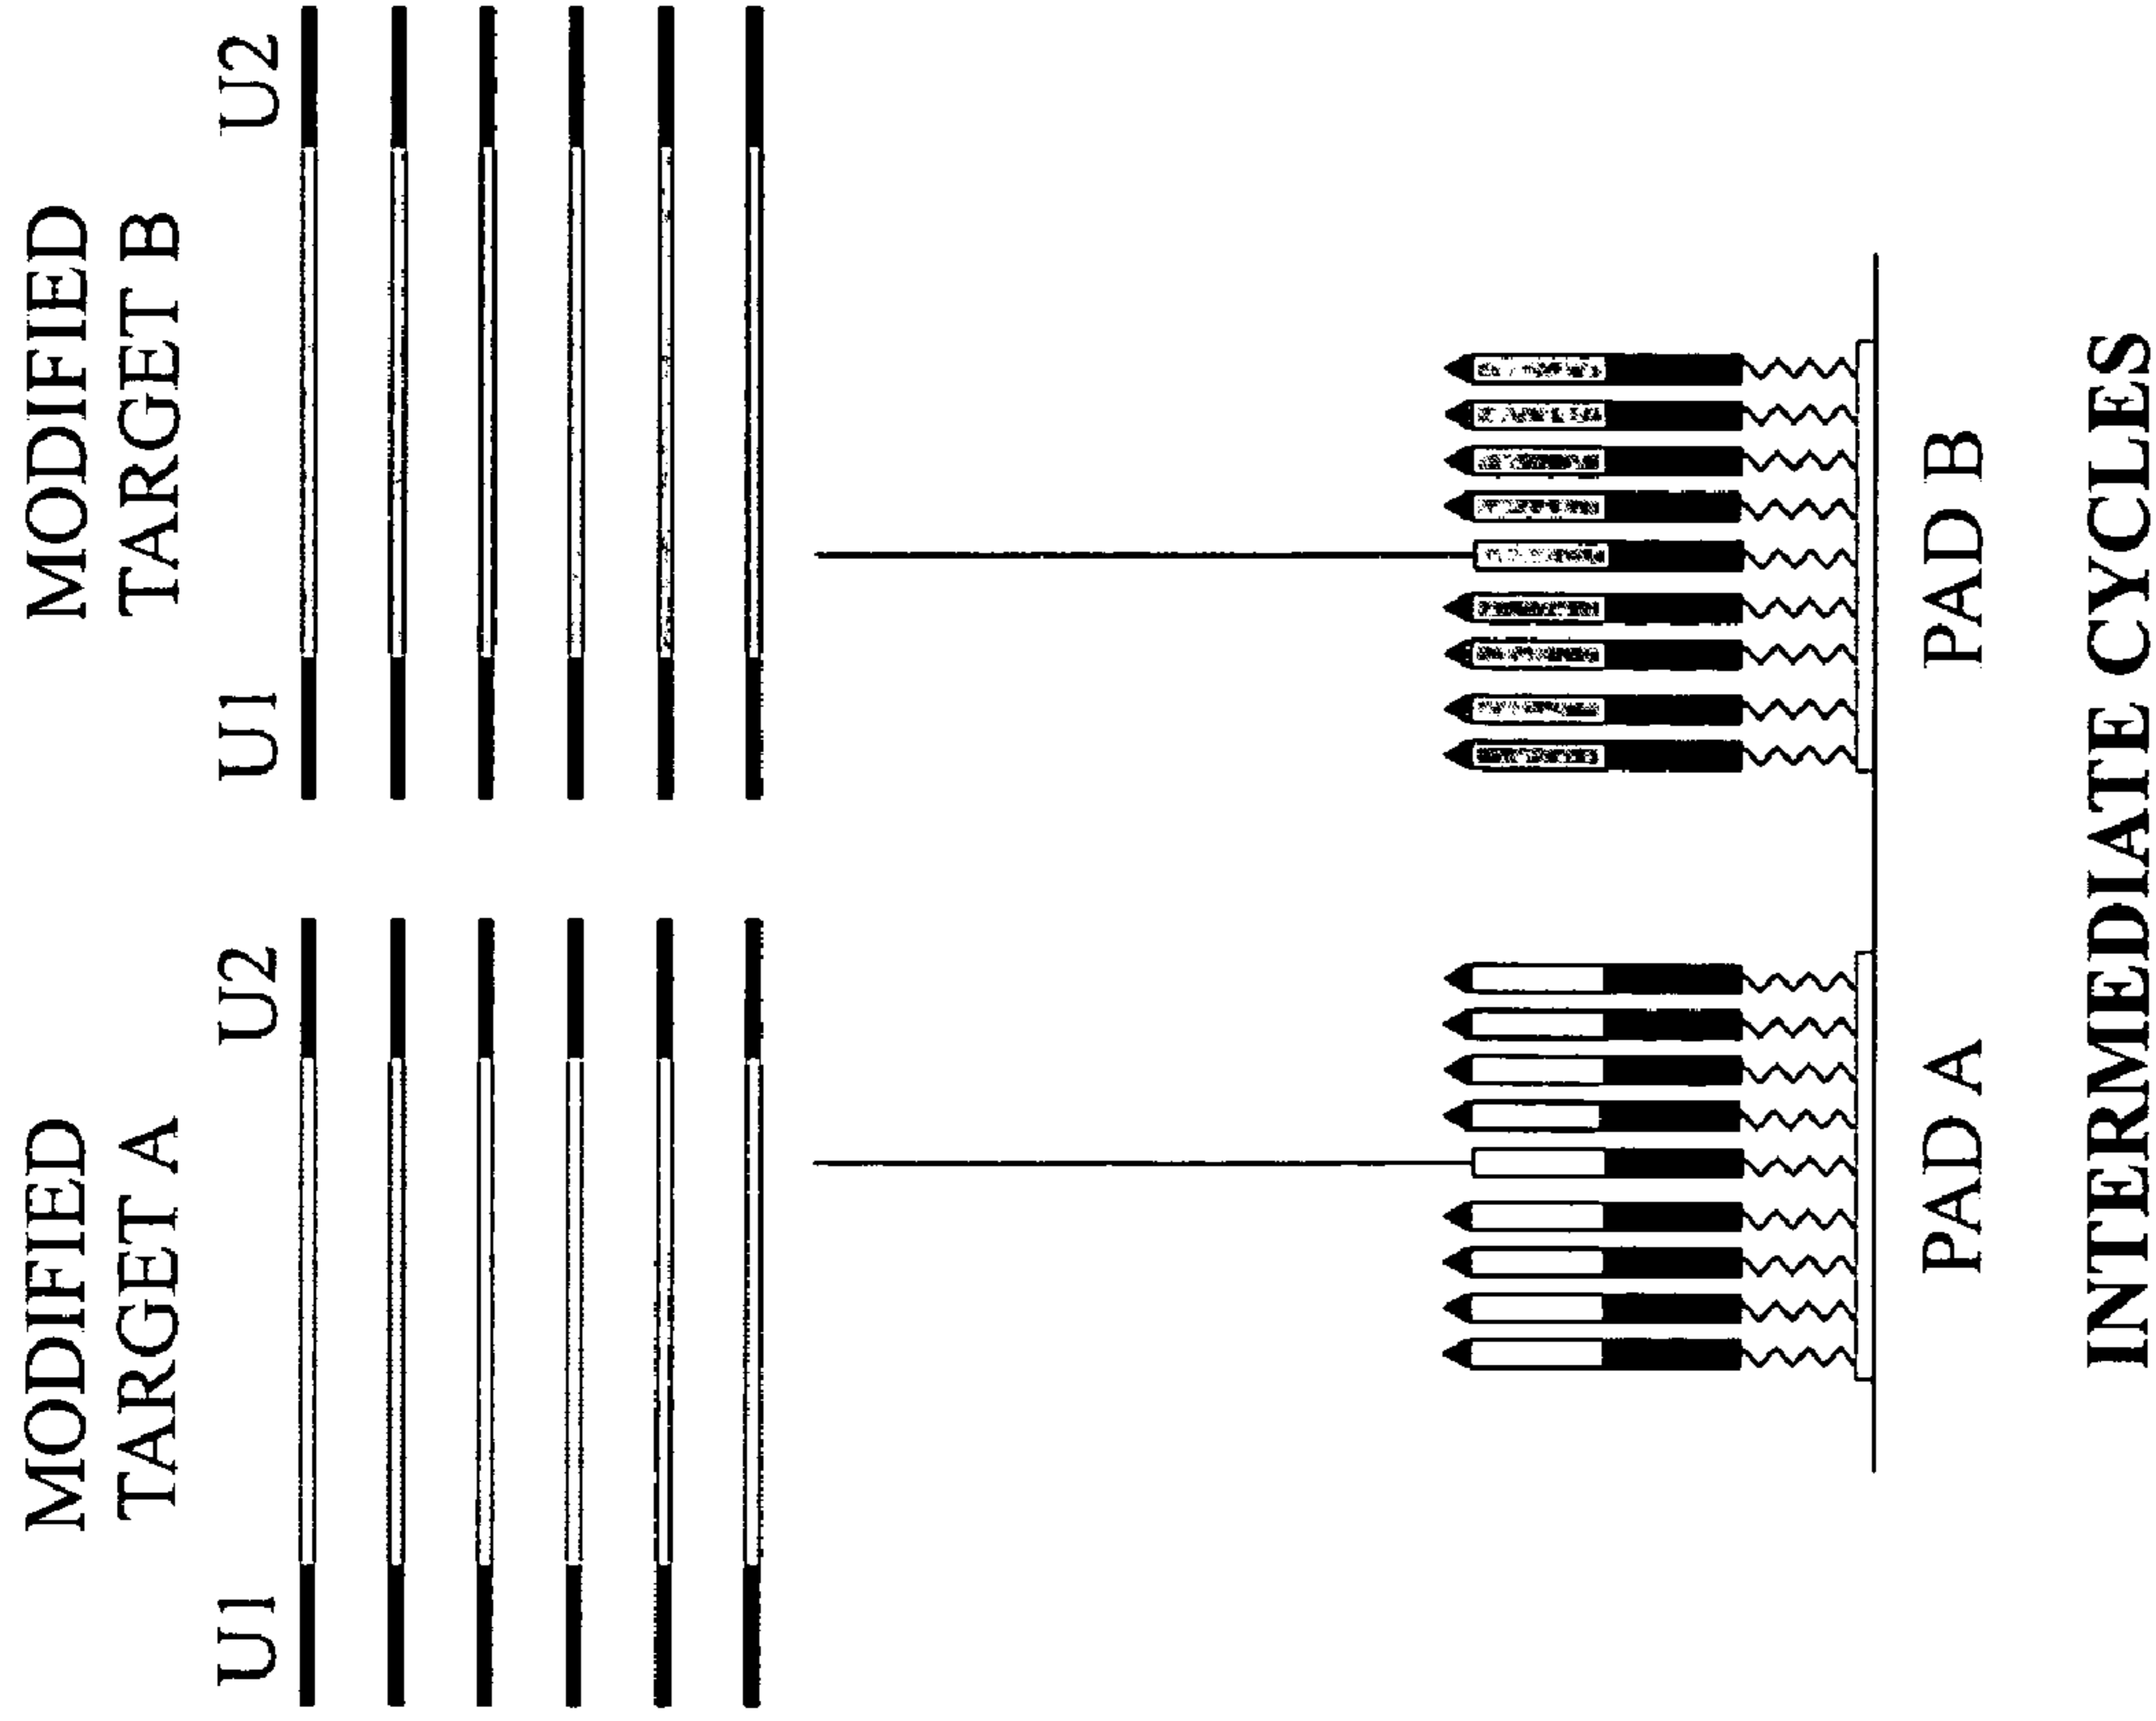 MODIFIED
TARGET A
U1 U2
MODIFIED
TARGET B
U1 U2
PAD A
PAD B
INTERMEDIATE CYCLES